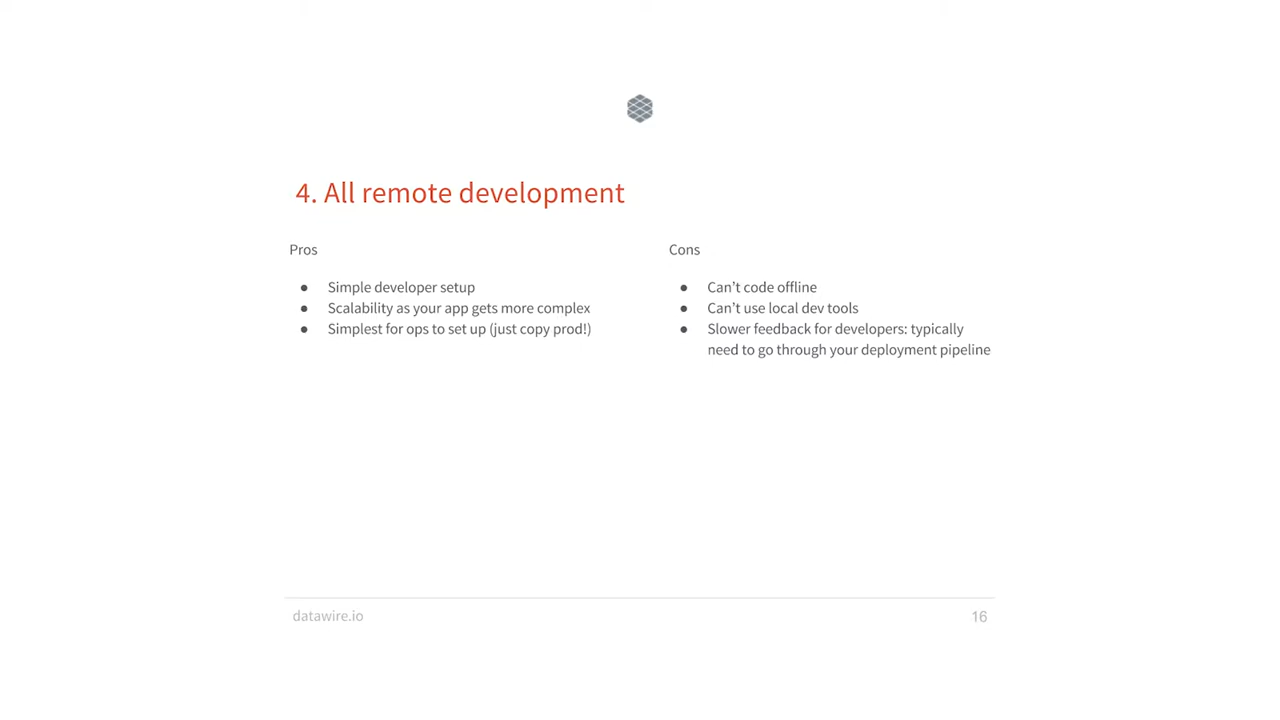 4. All remote development
Pros
● Simple developer setup
● Scalability as your app gets more complex
● Simplest for ops to set up (just copy prod!)
Cons
● Can’t code offline
● Can’t use local dev tools
● Slower feedback for developers: typically
need to go through your deployment pipeline
datawire.io
16